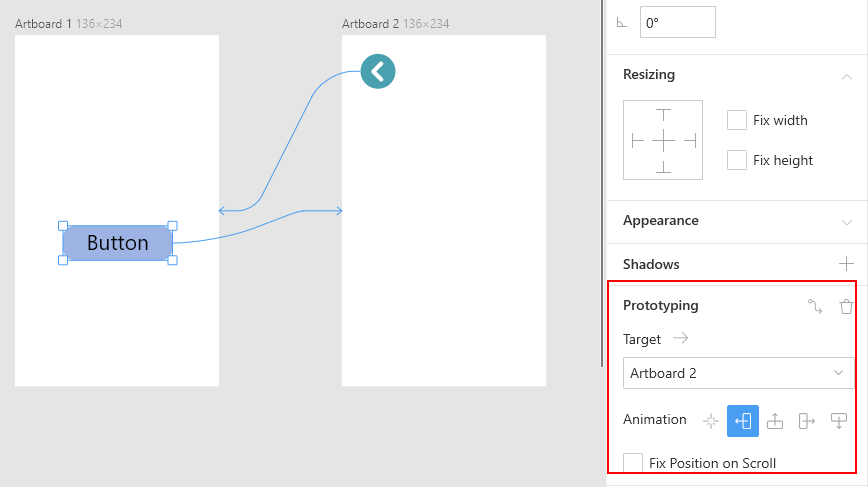 Artboard 1 136×234
Artboard 2 136×234
Button
0°
Resizing
Fix width
Fix height
Appearance
Shadows
Prototyping
Target
Artboard 2
Animation
Fix Position on Scroll